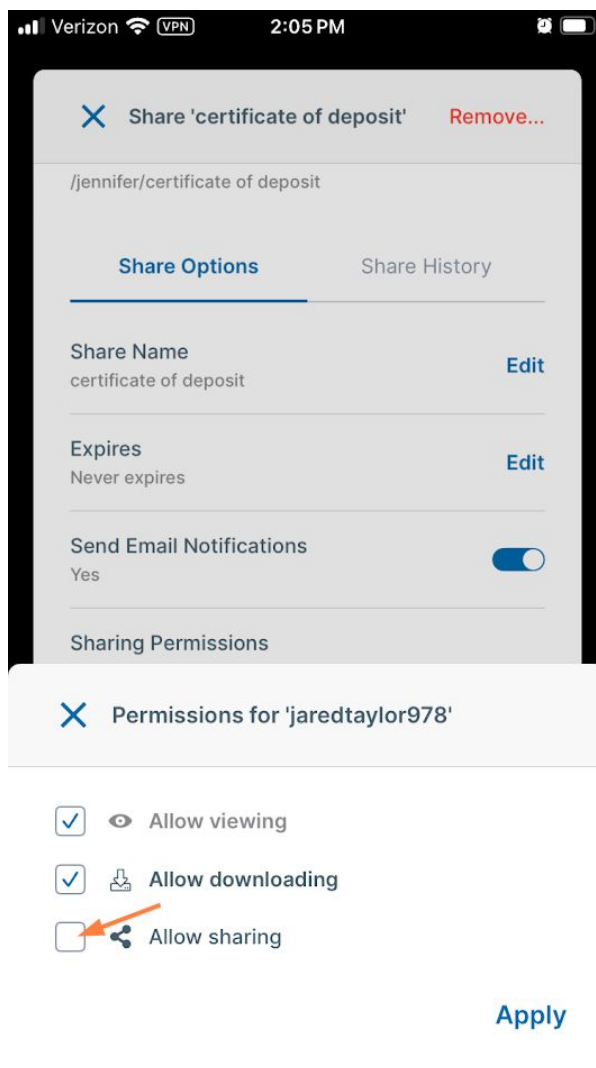 Verizon VPN 2:05 PM
Share 'certificate of deposit' Remove...
/jennifer/certificate of deposit
Share Options Share History
Share Name
certificate of deposit
Edit
Expires
Never expires
Edit
Send Email Notifications
Yes
Sharing Permissions
Permissions for 'jaredtaylor978'
Allow viewing
Allow downloading
Allow sharing
Apply